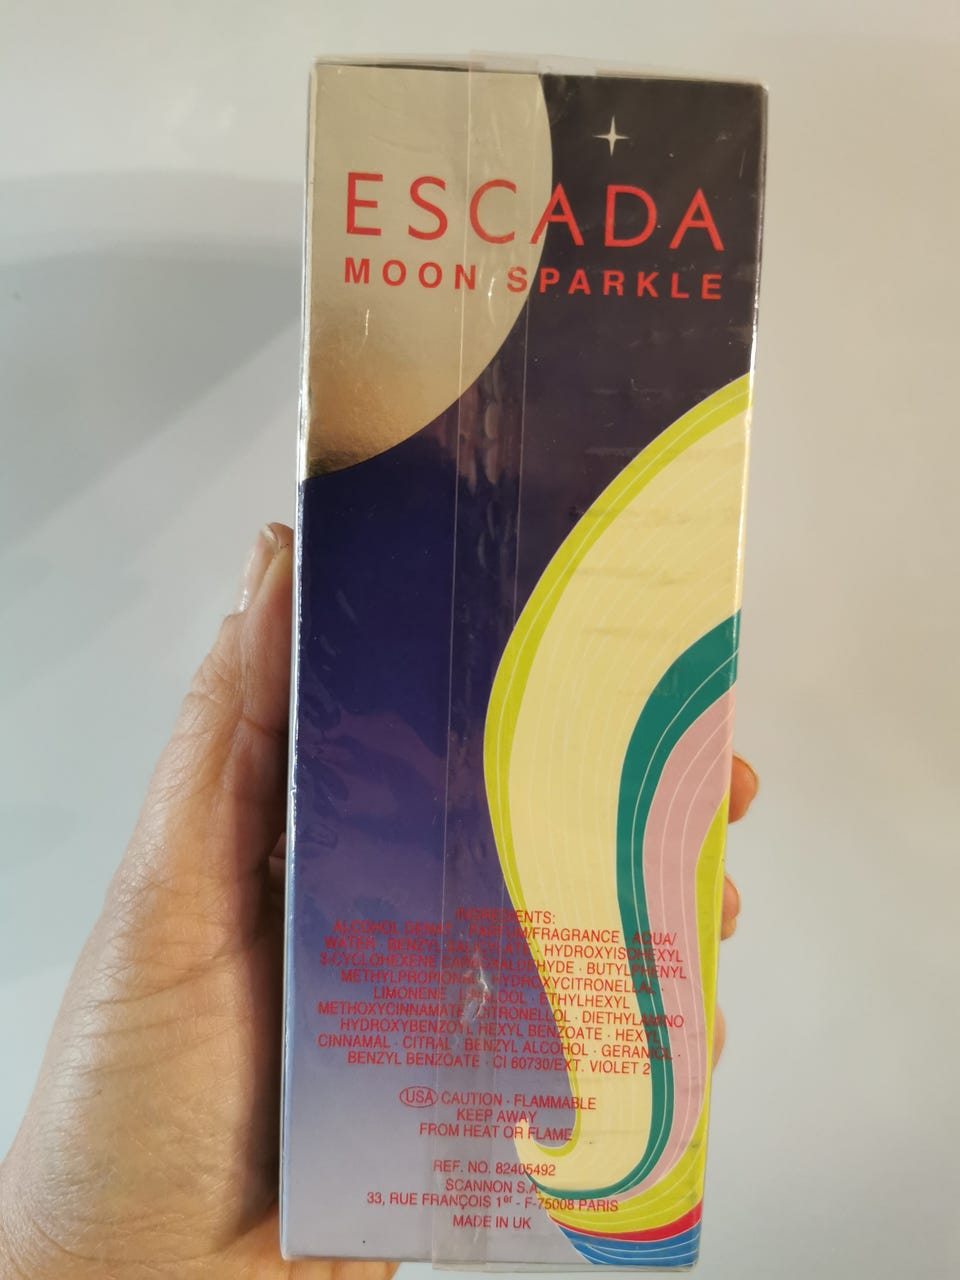 ESCADA
MOON SPARKLE
INGREDIENTS:
ALCOHOL DENAT · PARFUM/FRAGRANCE · AQUA/
WATER · BENZYL SALICYLATE · HYDROXYISOHEXYL
3-CYCLOHEXENE CARBOXALDEHYDE · BUTYLPHENYL
METHYLPROPIONAL · HYDROXYCITRONELLAL ·
LIMONENE · LINALOOL · ETHYLHEXYL
METHOXYCINNAMATE · CITRONELLOL · DIETHYLAMINO
HYDROXYBENZOYL HEXYL BENZOATE · HEXYL
CINNAMAL · CITRAL · BENZYL ALCOHOL · GERANIOL ·
BENZYL BENZOATE · CI 60730/EXT. VIOLET 2
USA CAUTION · FLAMMABLE
KEEP AWAY
FROM HEAT OR FLAME
REF. NO. 82405492
SCANNON S.A.
33, RUE FRANÇOIS 1er - F-75008 PARIS
MADE IN UK